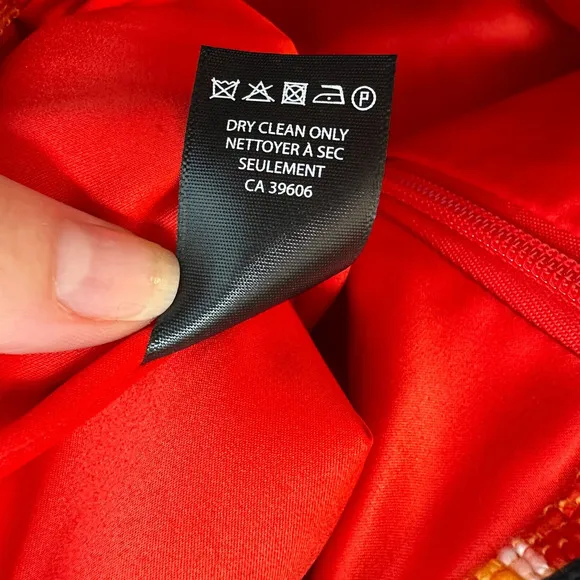 P
DRY CLEAN ONLY
NETTOYER À SEC
SEULEMENT
CA 39606